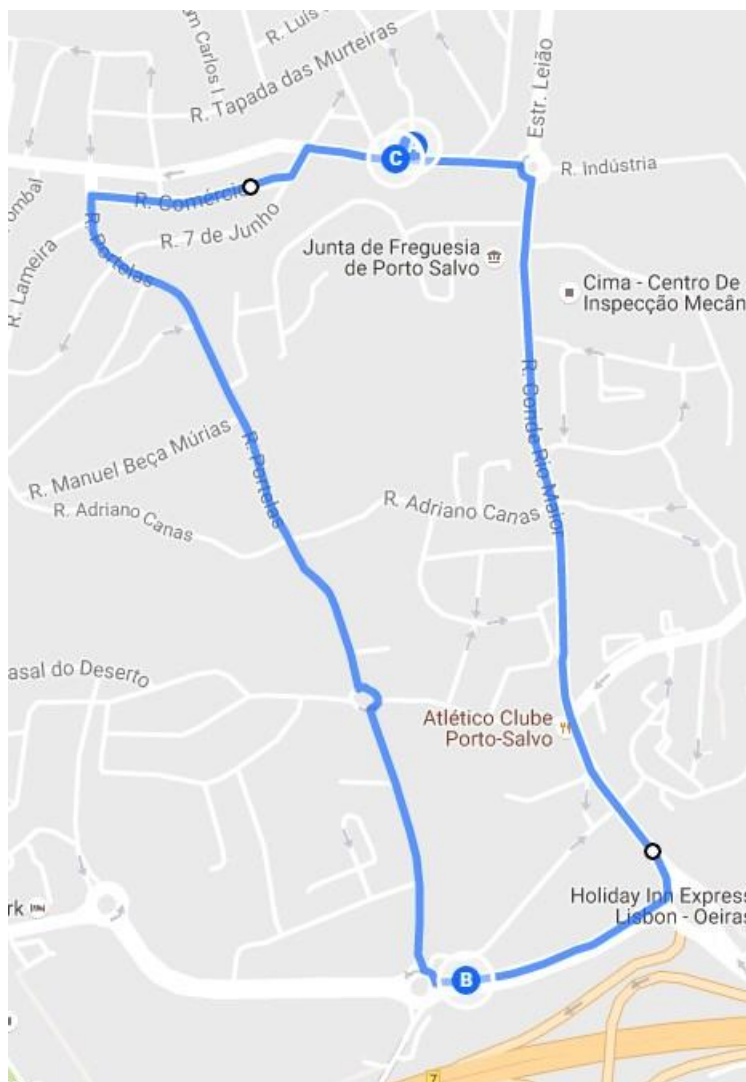 R. Luís
R. Tapada das Murteiras
Estr. Leião
A
C
R. Indústria
R. Comércio
R. 7 de Junho
R. Lameira
R. Portelas
Junta de Freguesia
de Porto Salvo
Cima - Centro De
Inspecção Mecân
R. Conde Rio Maior
R. Manuel Beça Múrias
R. Portelas
R. Adriano Canas
R. Adriano Canas
asal do Deserto
Atlético Clube
Porto-Salvo
rk
Holiday Inn Express
Lisbon - Oeiras
B
7